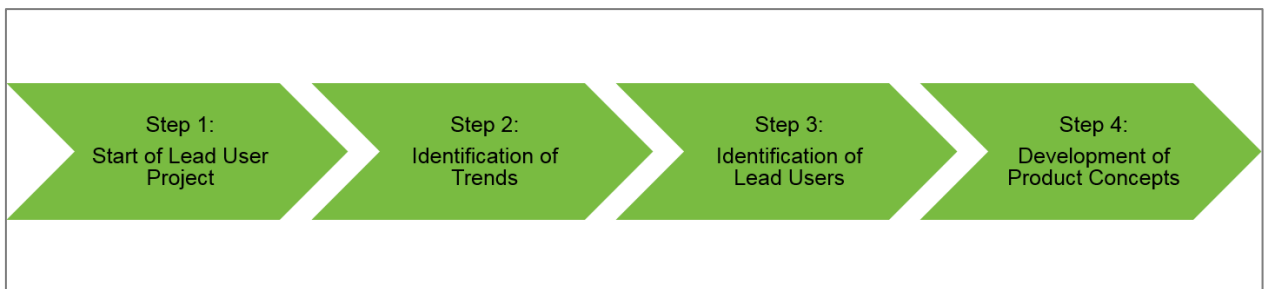 Step 1:
Start of Lead User
Project
Step 2:
Identification of
Trends
Step 3:
Identification of
Lead Users
Step 4:
Development of
Product Concepts